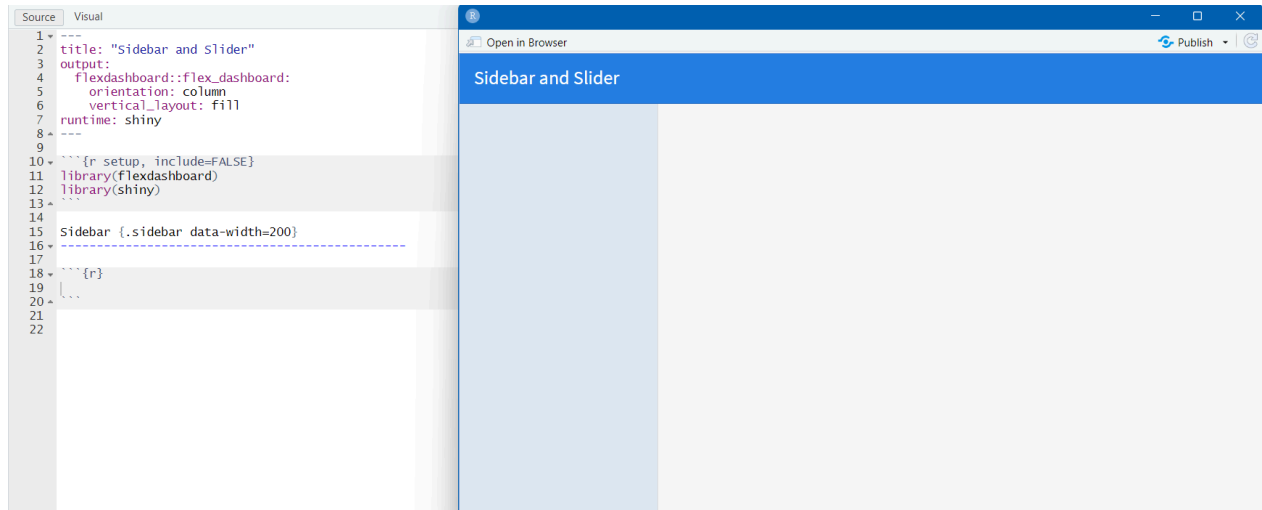 Source Visual
1 ---
2 title: "Sidebar and Slider"
3 output:
4   flexdashboard::flex_dashboard:
5     orientation: column
6     vertical_layout: fill
7 runtime: shiny
8 ---
9
10 ```{r setup, include=FALSE}
11 library(flexdashboard)
12 library(shiny)
13 ```
14
15 Sidebar {.sidebar data-width=200}
16 ------------------------------------------------
17
18 ```{r}
19
20 ```
21
22
R
Open in Browser Publish
Sidebar and Slider